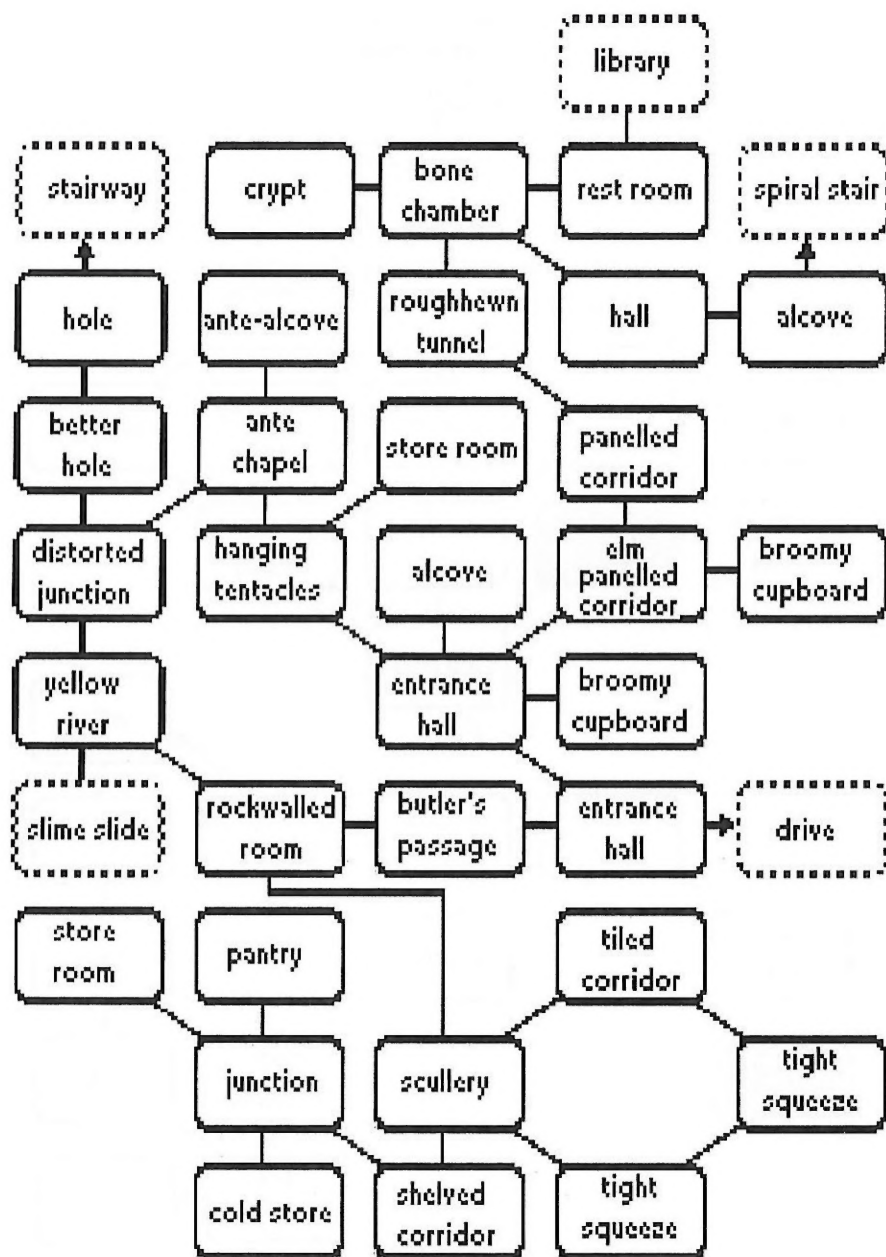 library
stairway
crypt
bone
chamber
rest room
spiral stair
hole
ante-alcove
roughhewn
tunnel
hall
alcove
better
hole
ante
chapel
store room
panelled
corridor
distorted
junction
hanging
tentacles
alcove
elm
panelled
corridor
broomy
cupboard
yellow
river
entrance
hall
broomy
cupboard
slime slide
rockwalled
room
butler's
passage
entrance
hall
drive
store
room
pantry
tiled
corridor
junction
scullery
tight
squeeze
cold store
shelved
corridor
tight
squeeze